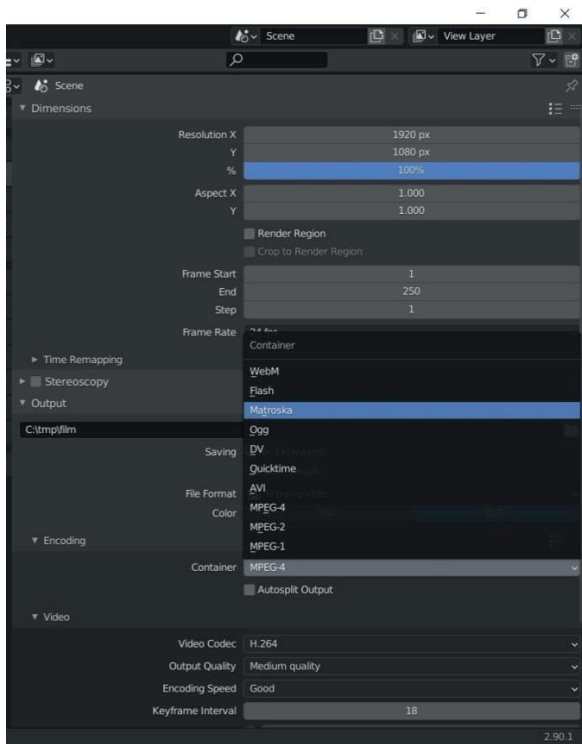 Scene View Layer
Scene
Dimensions
Resolution X 1920 px
Y 1080 px
% 100%
Aspect X 1.000
Y 1.000
Render Region
Crop to Render Region
Frame Start 1
End 250
Step 1
Frame Rate 24 fps
Container
Time Remapping
WebM
Stereoscopy
Flash
Output
Matroska
C:\tmp\film
Ogg
Saving
DV
Quicktime
AVI
File Format
MPEG-4
Color
MPEG-2
Encoding
MPEG-1
Container MPEG-4
Autosplit Output
Video
Video Codec H.264
Output Quality Medium quality
Encoding Speed Good
Keyframe Interval 18
2.90.1